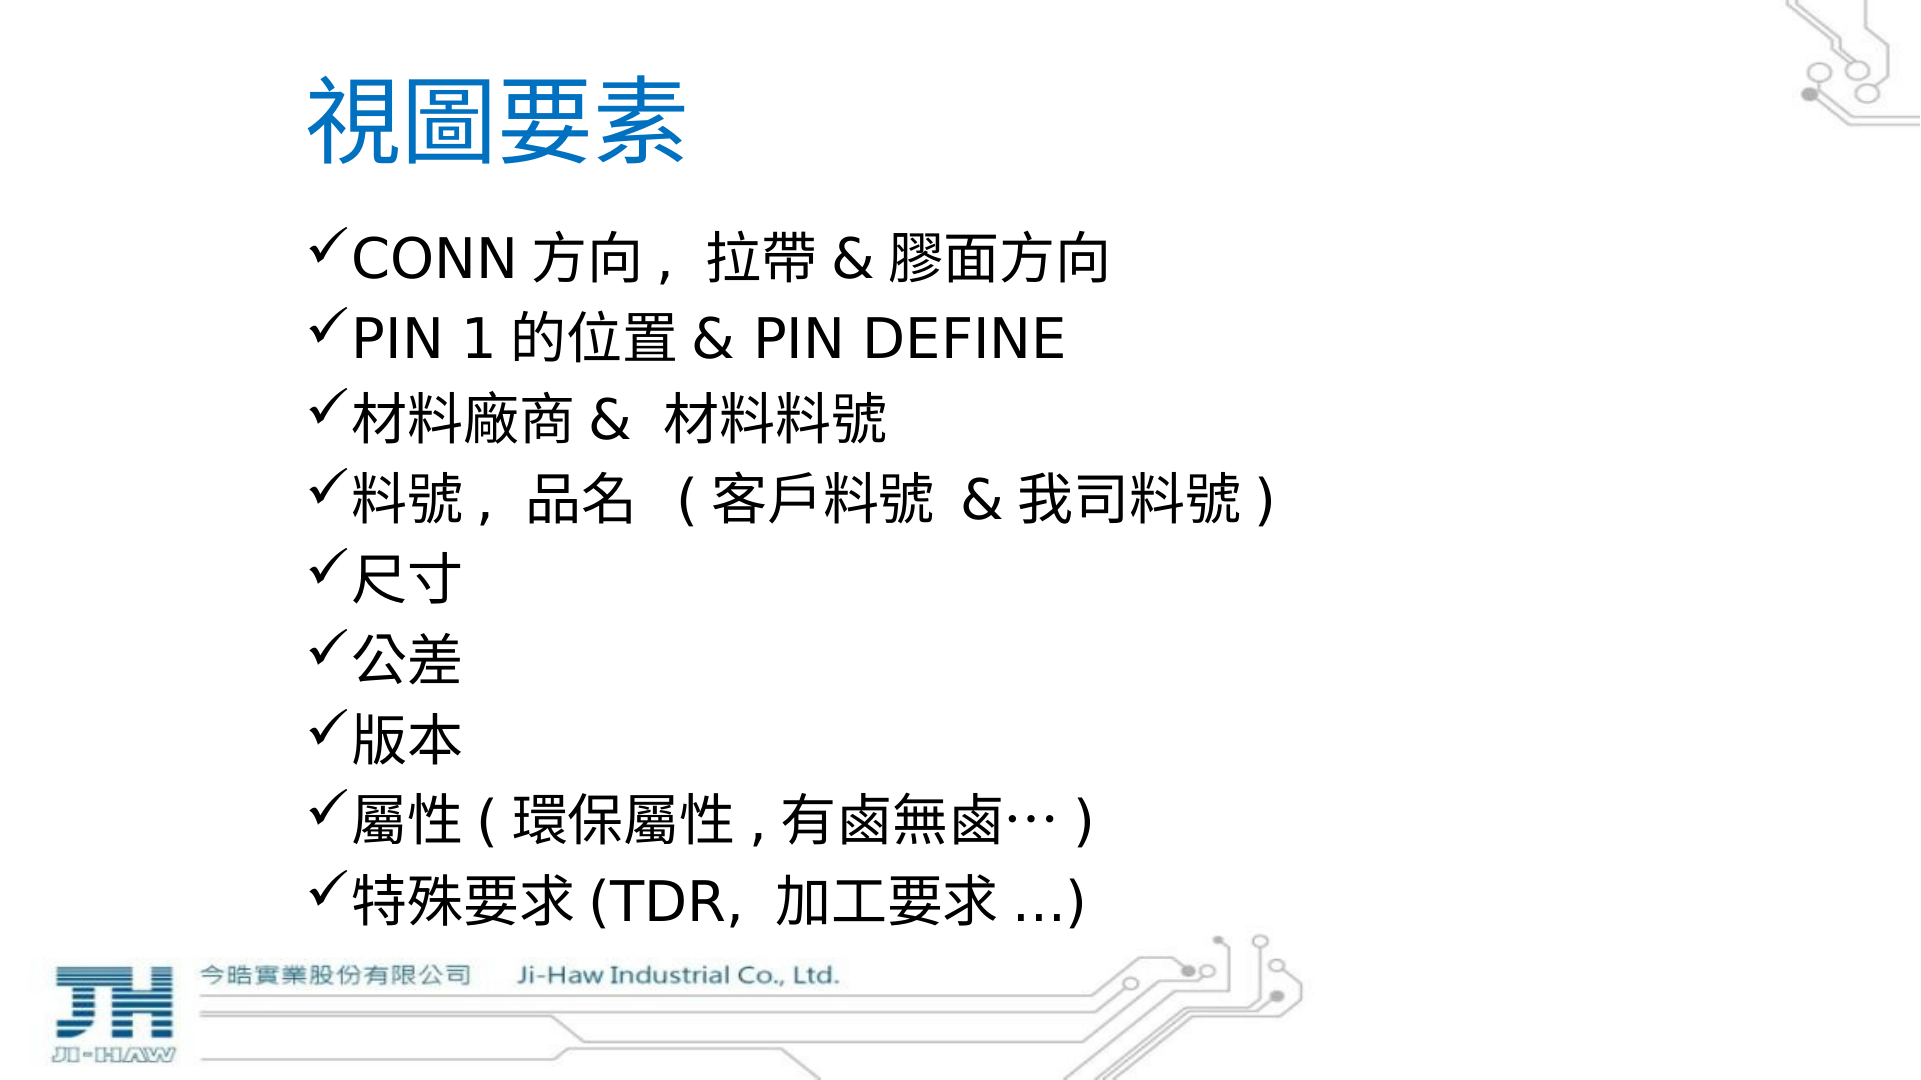 視圖要素
CONN方向, 拉帶&膠面方向
PIN 1的位置& PIN DEFINE
材料廠商& 材料料號
料號, 品名 (客戶料號 &我司料號)
尺寸
公差
版本
屬性(環保屬性,有鹵無鹵…)
特殊要求(TDR, 加工要求...)
今皓實業股份有限公司 Ji-Haw Industrial Co., Ltd.
JI-HAW